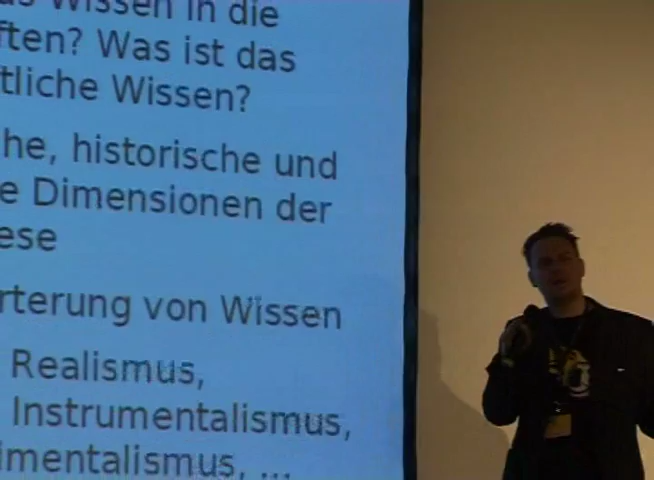 Wissen in die
ften? Was ist das
tliche Wissen?
he, historische und
e Dimensionen der
ese
rterung von Wissen
Realismus,
Instrumentalismus,
imentalismus, ...